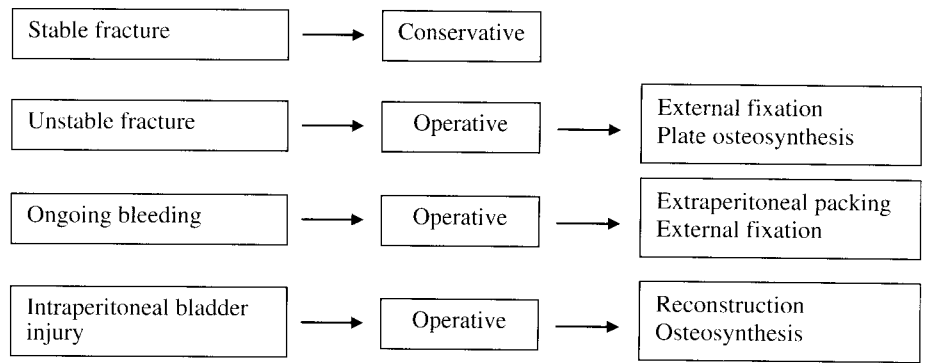 Stable fracture
Conservative
Unstable fracture
Operative
External fixation
Plate osteosynthesis
Ongoing bleeding
Operative
Extraperitoneal packing
External fixation
Intraperitoneal bladder
injury
Operative
Reconstruction
Osteosynthesis